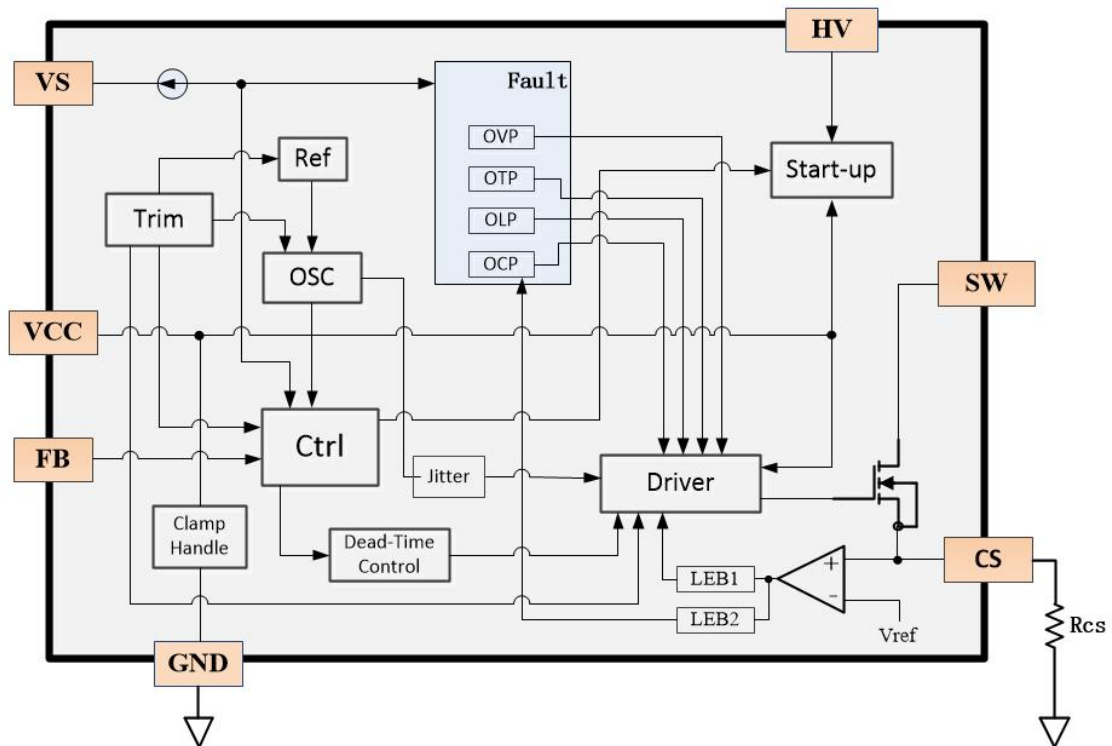 HV
VS
Fault
OVP
Ref
OTP
Start-up
Trim
OLP
OCP
OSC
SW
VCC
Ctrl
FB
Jitter
Driver
Clamp
Handle
Dead-Time
Control
+
CS
LEB1
-
LEB2
Vref
Rcs
GND